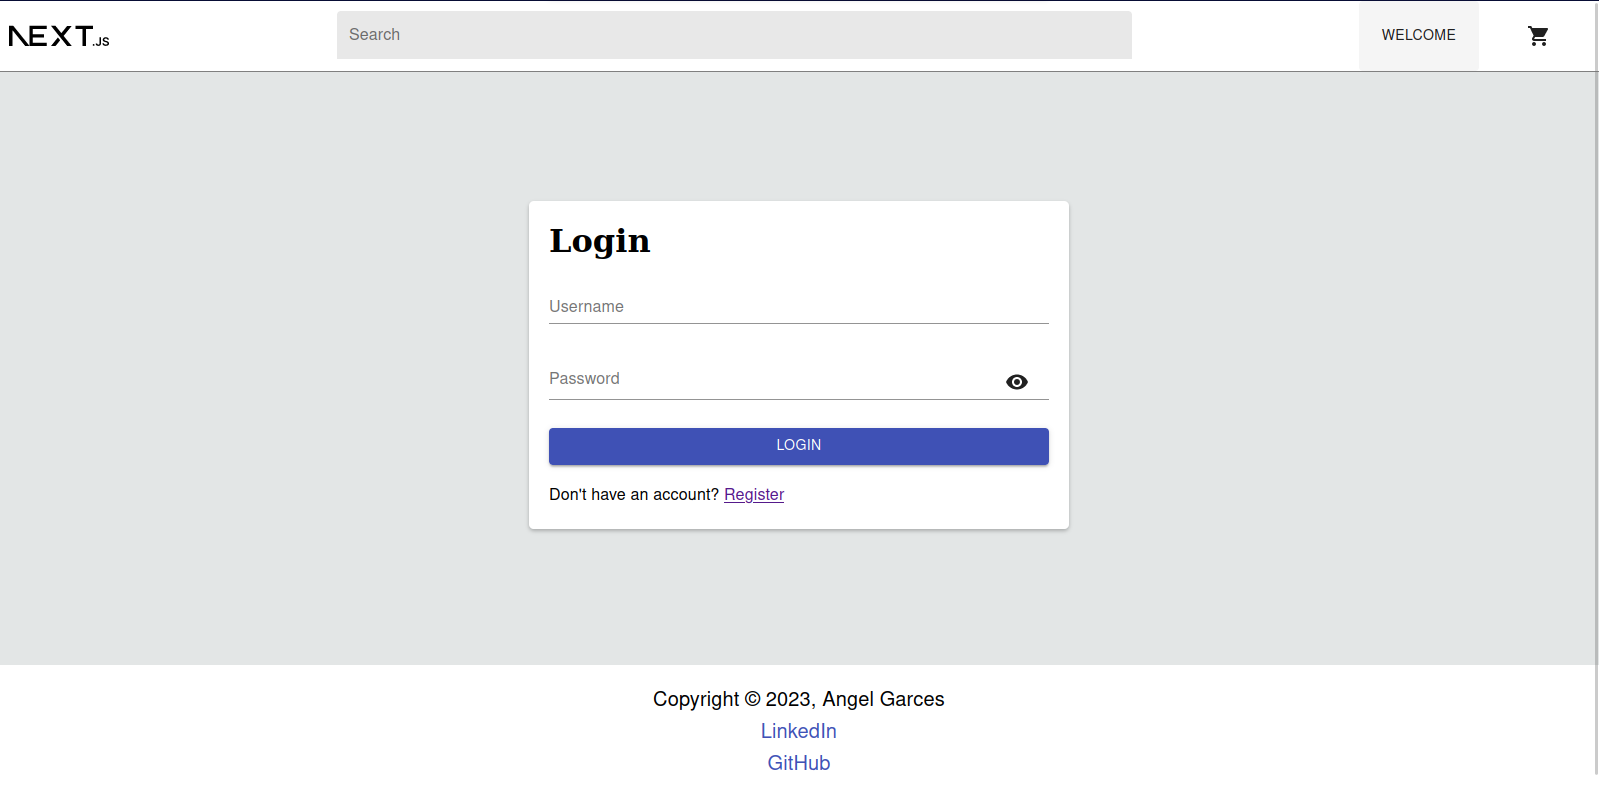 NEXT.JS
Search
WELCOME
Login
Username
Password
LOGIN
Don't have an account? Register
Copyright © 2023, Angel Garces
LinkedIn
GitHub